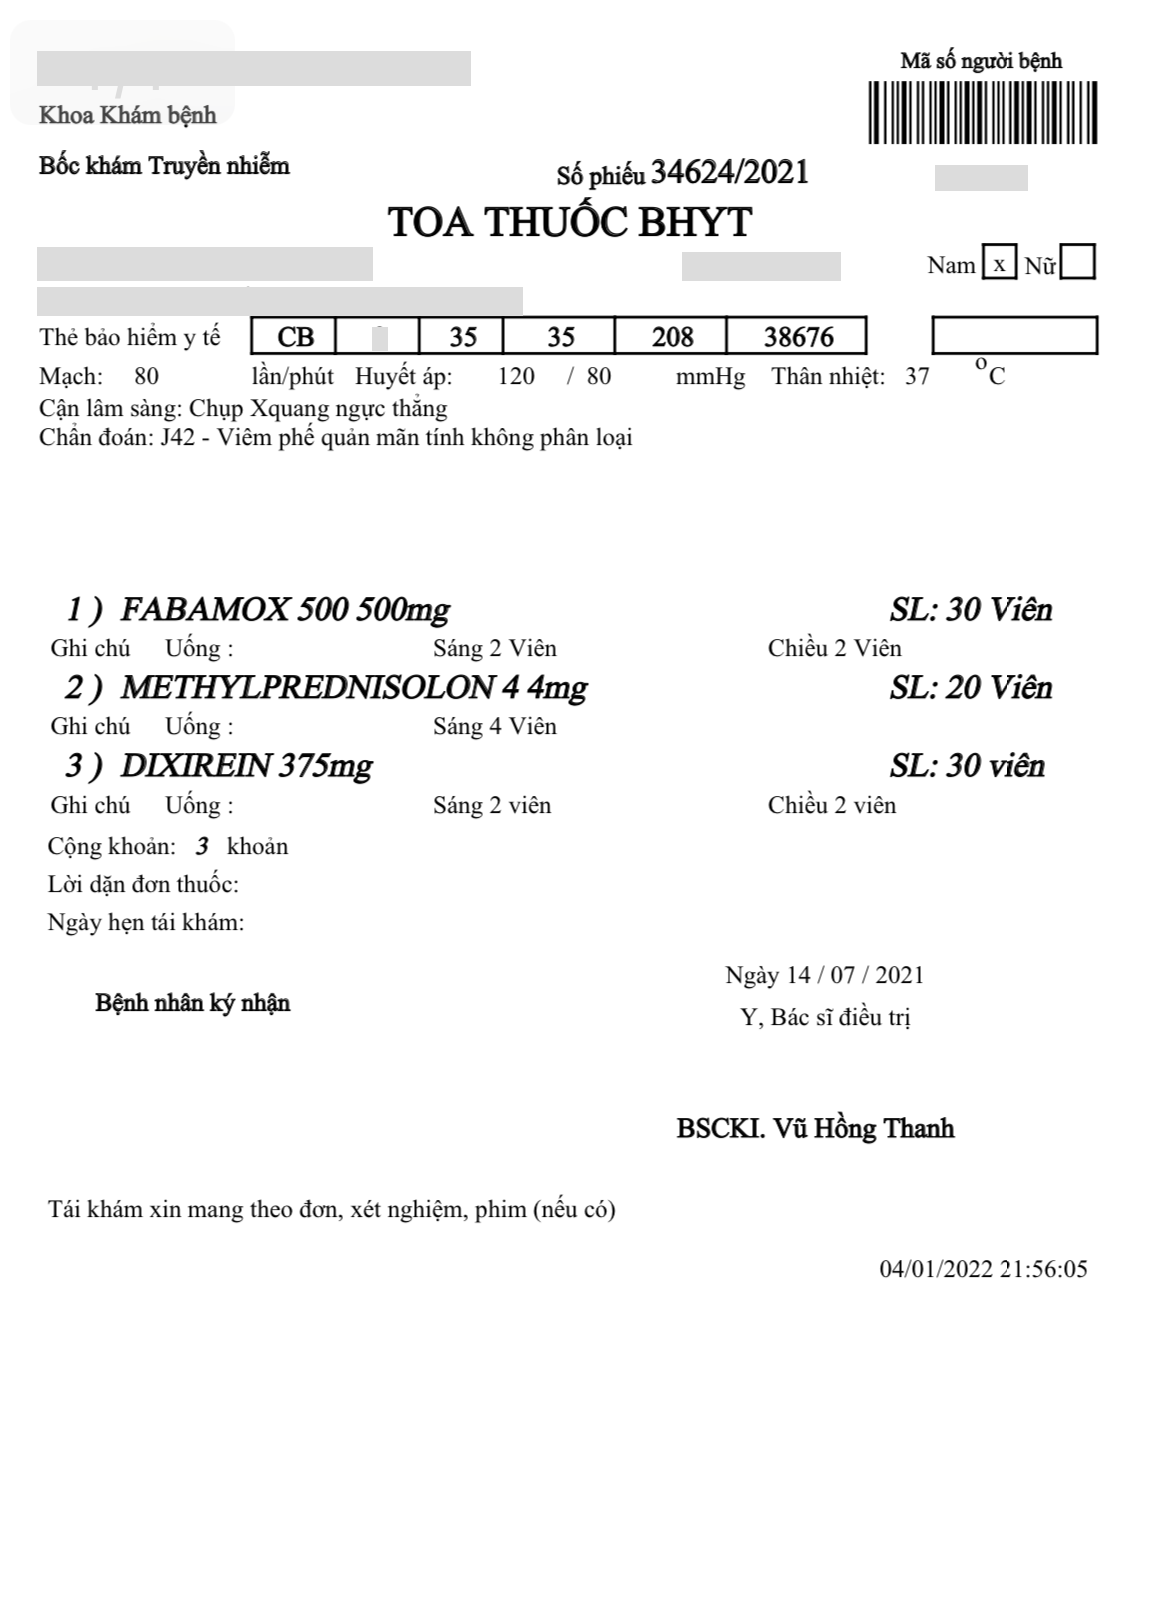 Mã số người bệnh
Khoa Khám bệnh
Bốc khám Truyền nhiễm
Số phiếu 34624/2021
TOA THUỐC BHYT
Nam x Nữ
Thẻ bảo hiểm y tế CB 35 35 208 38676
Mạch: 80 lần/phút Huyết áp: 120 / 80 mmHg Thân nhiệt: 37 °C
Cận lâm sàng: Chụp Xquang ngực thẳng
Chẩn đoán: J42 - Viêm phế quản mãn tính không phân loại
1 ) FABAMOX 500 500mg SL: 30 Viên
Ghi chú Uống : Sáng 2 Viên Chiều 2 Viên
2 ) METHYLPREDNISOLON 4 4mg SL: 20 Viên
Ghi chú Uống : Sáng 4 Viên
3 ) DIXIREIN 375mg SL: 30 viên
Ghi chú Uống : Sáng 2 viên Chiều 2 viên
Cộng khoản: 3 khoản
Lời dặn đơn thuốc:
Ngày hẹn tái khám:
Ngày 14 / 07 / 2021
Bệnh nhân ký nhận
Y, Bác sĩ điều trị
BSCKI. Vũ Hồng Thanh
Tái khám xin mang theo đơn, xét nghiệm, phim (nếu có)
04/01/2022 21:56:05